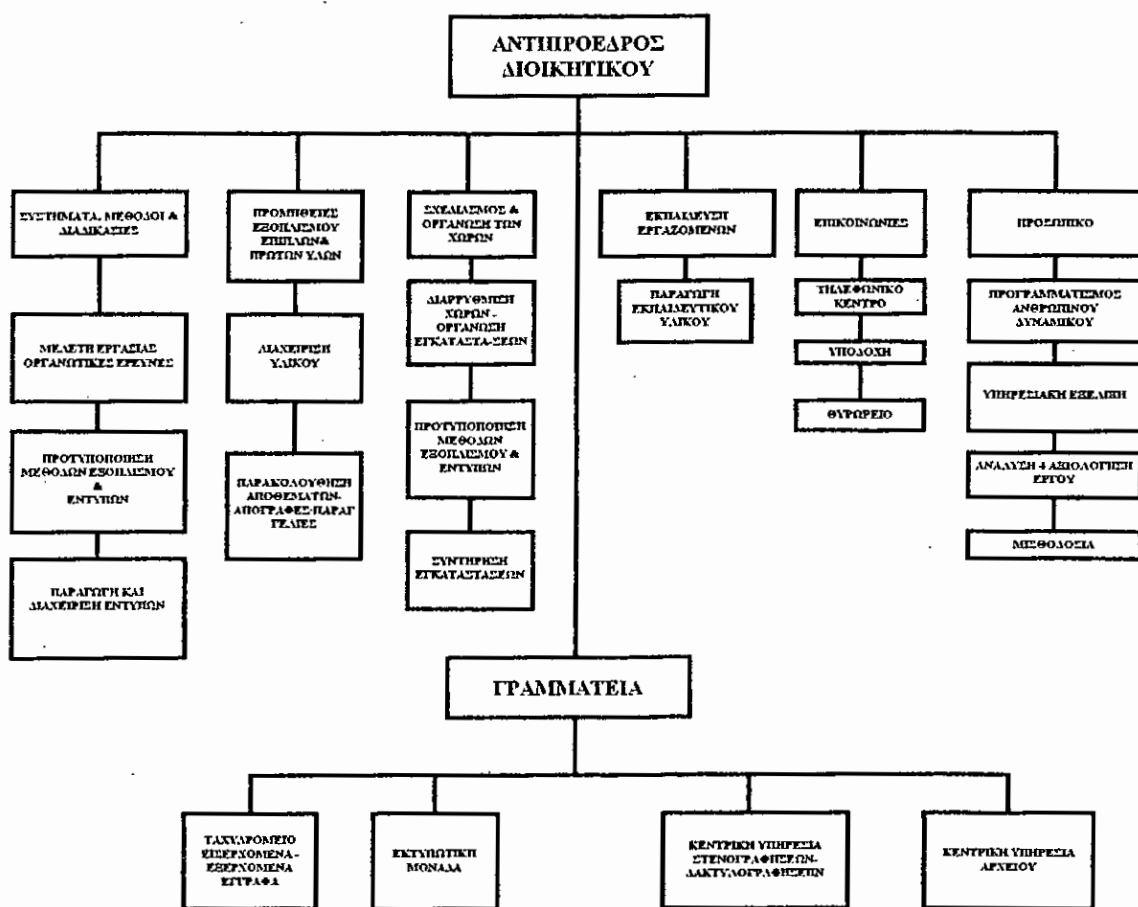 ΑΝΤΙΠΡΟΕΔΡΟΣ
ΔΙΟΙΚΗΤΙΚΟΥ
ΣΥΣΤΗΜΑΤΑ, ΜΕΘΟΔΟΙ &
ΔΙΑΔΙΚΑΣΙΕΣ
ΜΕΛΕΤΗ ΕΡΓΑΣΙΑΣ
ΟΡΓΑΝΩΤΙΚΕΣ ΕΡΕΥΝΕΣ
ΠΡΟΤΥΠΟΠΟΙΗΣΗ
ΜΕΘΟΔΩΝ ΕΞΟΠΛΙΣΜΟΥ
&
ΕΝΤΥΠΩΝ
ΠΑΡΑΓΩΓΗ ΚΑΙ
ΔΙΑΧΕΙΡΙΣΗ ΕΝΤΥΠΩΝ
ΠΡΟΜΗΘΕΙΕΣ
ΕΞΟΠΛΙΣΜΟΥ
ΕΠΙΠΛΩΝ &
ΠΡΩΤΩΝ ΥΛΩΝ
ΔΙΑΧΕΙΡΙΣΗ
ΥΛΙΚΟΥ
ΠΑΡΑΚΟΛΟΥΘΗΣΗ
ΑΠΟΘΕΜΑΤΩΝ-
ΑΠΟΓΡΑΦΕΣ-ΠΑΡΑΓ
ΓΕΛΙΕΣ
ΣΧΕΔΙΑΣΜΟΣ &
ΟΡΓΑΝΩΣΗ ΤΩΝ
ΧΩΡΩΝ
ΔΙΑΡΡΥΘΜΙΣΗ
ΧΩΡΩΝ -
ΟΡΓΑΝΩΣΗ
ΕΓΚΑΤΑΣΤΑ-ΣΕΩΝ
ΠΡΟΤΥΠΟΠΟΙΗΣΗ
ΜΕΘΟΔΩΝ
ΕΞΟΠΛΙΣΜΟΥ &
ΕΝΤΥΠΩΝ
ΣΥΝΤΗΡΗΣΗ
ΕΓΚΑΤΑΣΤΑΣΕΩΝ
ΕΚΠΑΙΔΕΥΣΗ
ΕΡΓΑΖΟΜΕΝΩΝ
ΠΑΡΑΓΩΓΗ
ΕΚΠΑΙΔΕΥΤΙΚΟΥ
ΥΛΙΚΟΥ
ΕΠΙΚΟΙΝΩΝΙΕΣ
ΤΗΛΕΦΩΝΙΚΟ
ΚΕΝΤΡΟ
ΥΠΟΔΟΧΗ
ΘΥΡΩΡΕΙΟ
ΠΡΟΣΩΠΙΚΟ
ΠΡΟΓΡΑΜΜΑΤΙΣΜΟΣ
ΑΝΘΡΩΠΙΝΟΥ
ΔΥΝΑΜΙΚΟΥ
ΥΠΗΡΕΣΙΑΚΗ ΕΞΕΛΙΞΗ
ΑΝΑΛΥΣΗ + ΑΞΙΟΛΟΓΗΣΗ
ΕΡΓΟΥ
ΜΙΣΘΟΔΟΣΙΑ
ΓΡΑΜΜΑΤΕΙΑ
ΤΑΧΥΔΡΟΜΕΙΟ
ΕΙΣΕΡΧΟΜΕΝΑ -
ΕΞΕΡΧΟΜΕΝΑ
ΕΓΓΡΑΦΑ
ΕΚΤΥΠΩΤΙΚΗ
ΜΟΝΑΔΑ
ΚΕΝΤΡΙΚΗ ΥΠΗΡΕΣΙΑ
ΣΤΕΝΟΓΡΑΦΗΣΕΩΝ-
ΔΑΚΤΥΛΟΓΡΑΦΗΣΕΩΝ
ΚΕΝΤΡΙΚΗ ΥΠΗΡΕΣΙΑ
ΑΡΧΕΙΟΥ